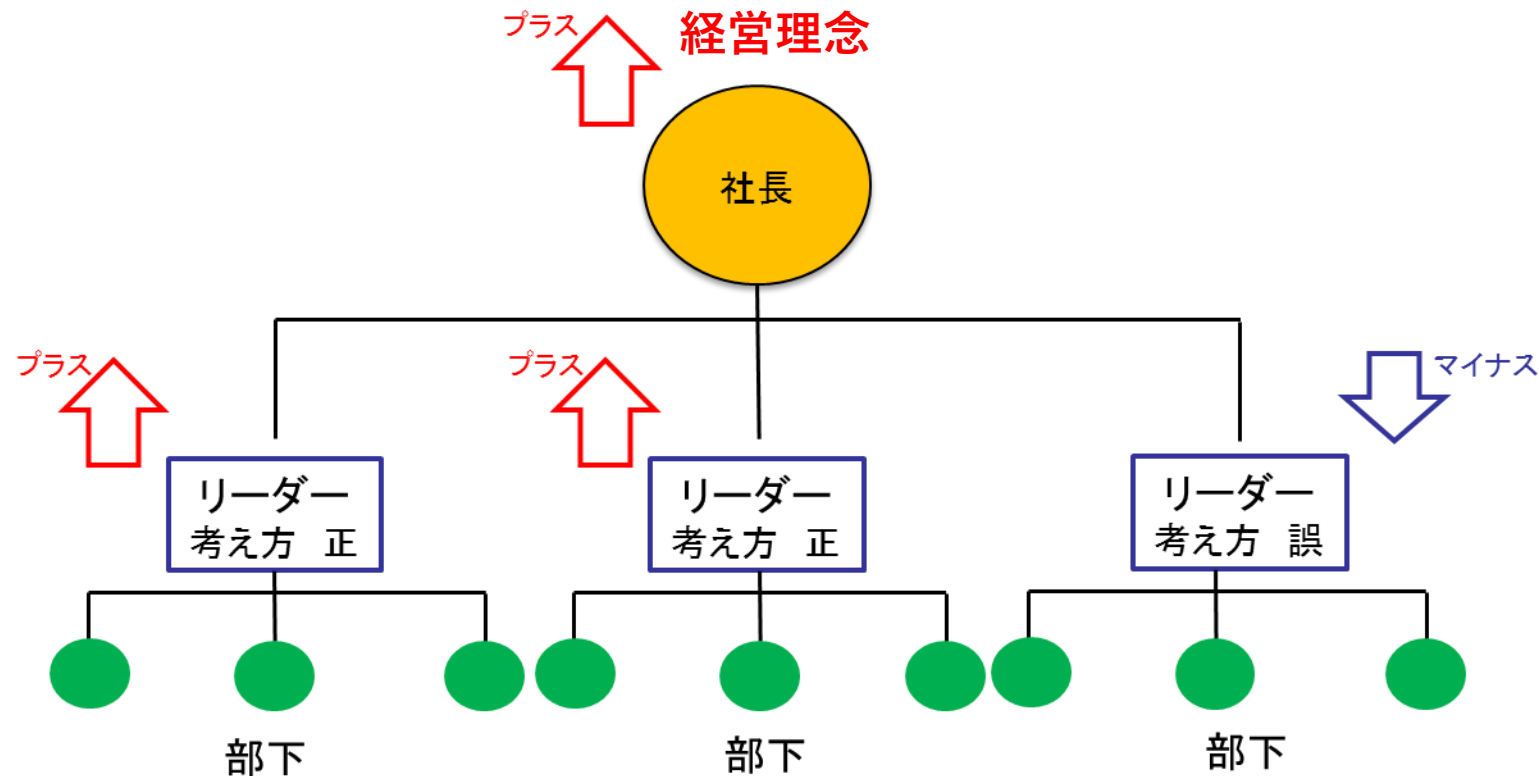 プラス
経営理念
社長
プラス
プラス
マイナス
リーダー
考え方　正
リーダー
考え方　正
リーダー
考え方　誤
部下
部下
部下